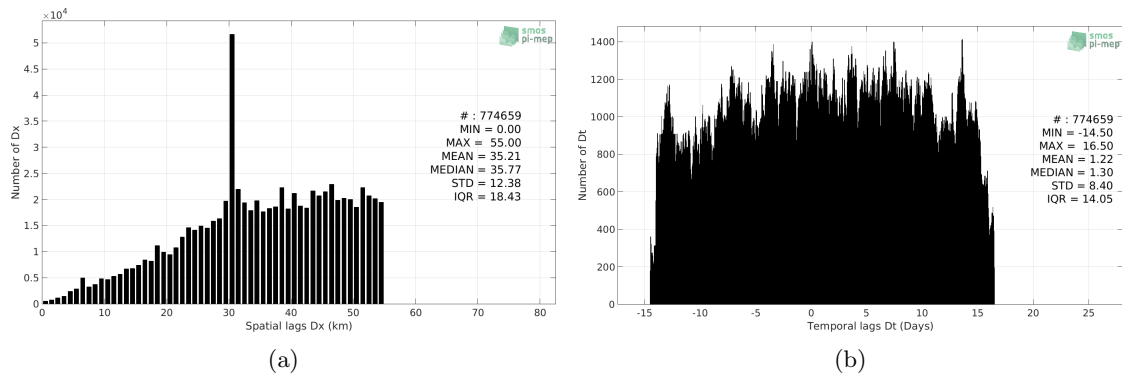 ×10⁴
5
4.5
4
3.5
3
2.5
2
1.5
1
0.5
0
Number of Dx
smos
pi-mep
# : 774659
MIN = 0.00
MAX = 55.00
MEAN = 35.21
MEDIAN = 35.77
STD = 12.38
IQR = 18.43
0 10 20 30 40 50 60 70 80
Spatial lags Dx (km)
(a)
1400
1200
1000
800
600
400
200
0
Number of Dt
smos
pi-mep
# : 774659
MIN = -14.50
MAX = 16.50
MEAN = 1.22
MEDIAN = 1.30
STD = 8.40
IQR = 14.05
-15 -10 -5 0 5 10 15 20 25
Temporal lags Dt (Days)
(b)